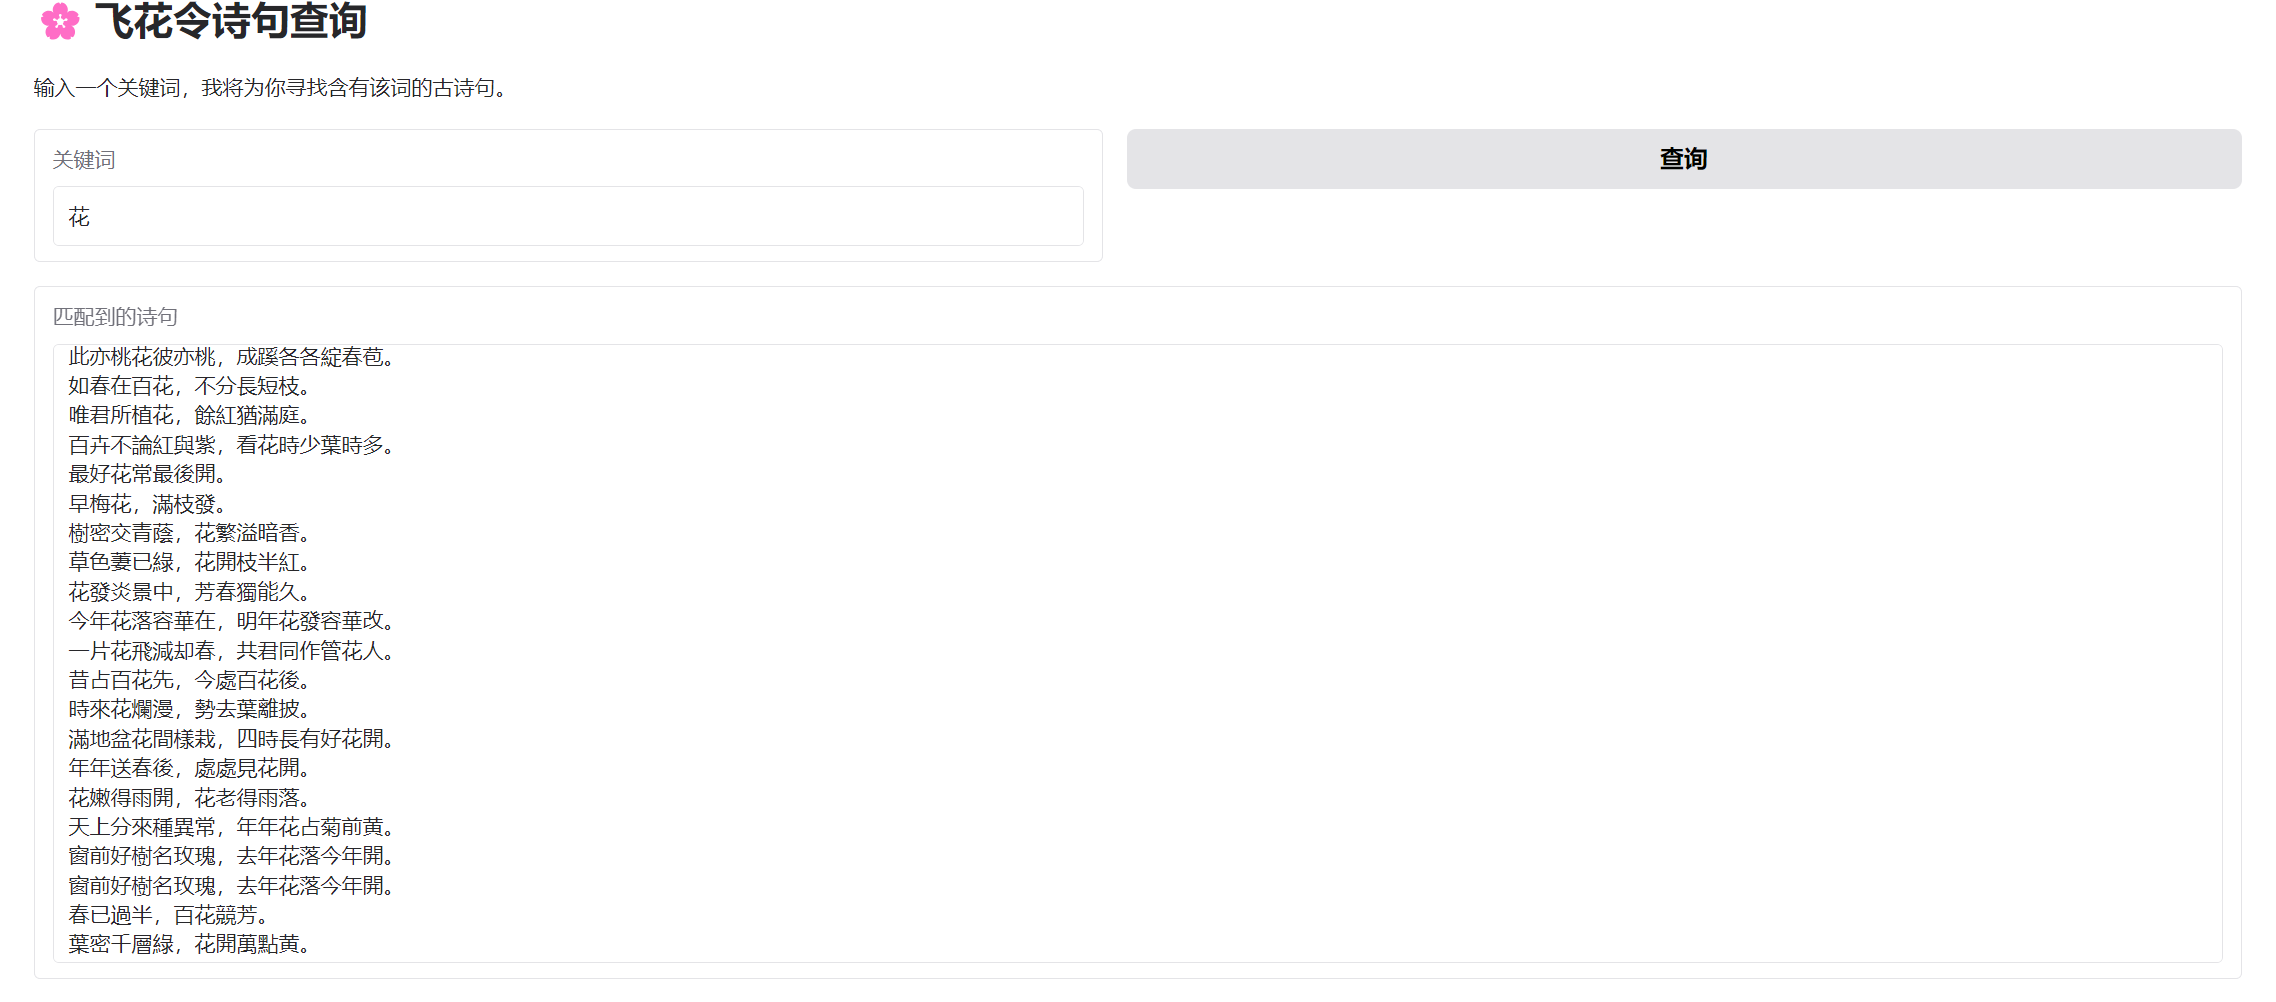 🌸 飞花令诗句查询
输入一个关键词，我将为你寻找含有该词的古诗句。
关键词
查询
花
匹配到的诗句
此亦桃花彼亦桃，成蹊各各綻春苞。
如春在百花，不分長短枝。
唯君所植花，餘紅猶滿庭。
百卉不論紅與紫，看花時少葉時多。
最好花常最後開。
早梅花，滿枝發。
樹密交青蔭，花繁溢暗香。
草色萋已綠，花開枝半紅。
花發炎景中，芳春獨能久。
今年花落容華在，明年花發容華改。
一片花飛減却春，共君同作管花人。
昔占百花先，今處百花後。
時來花爛漫，勢去葉離披。
滿地盆花間樣栽，四時長有好花開。
年年送春後，處處見花開。
花嫩得雨開，花老得雨落。
天上分來種異常，年年花占菊前黄。
窗前好樹名玫瑰，去年花落今年開。
窗前好樹名玫瑰，去年花落今年開。
春已過半，百花競芳。
葉密千層綠，花開萬點黄。